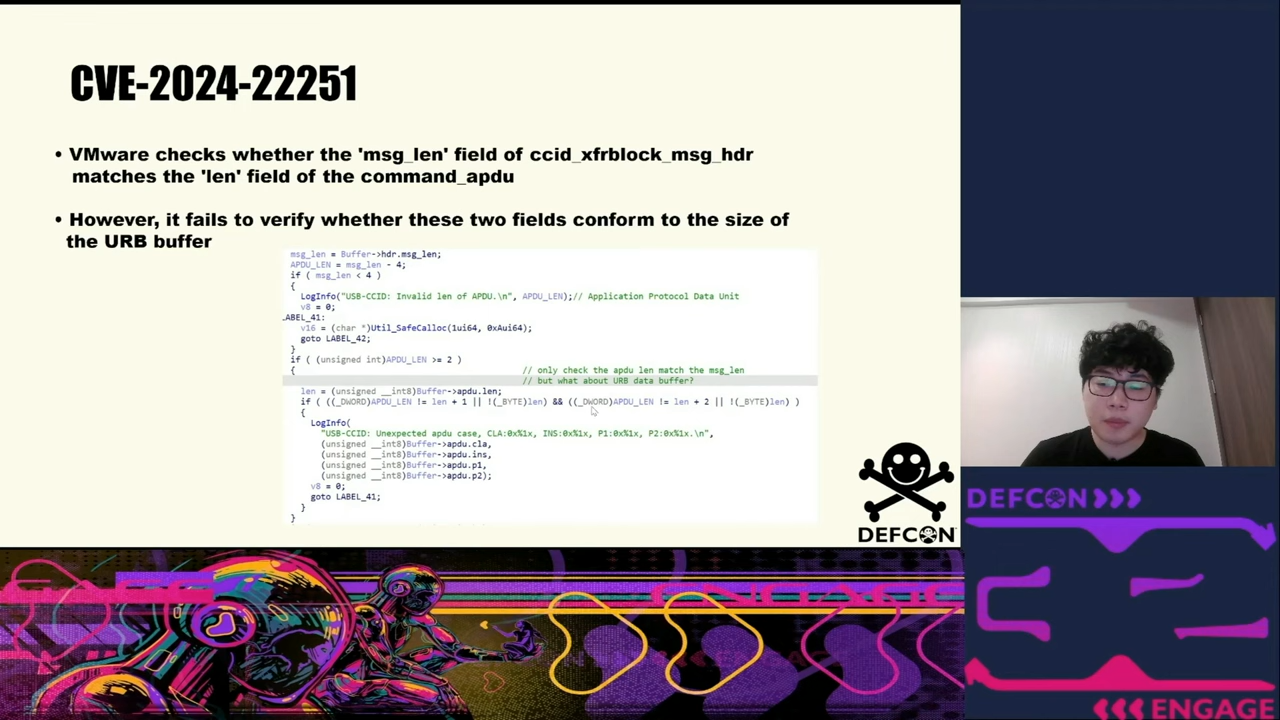 CVE-2024-22251
• VMware checks whether the 'msg_len' field of ccid_xfrblock_msg_hdr
matches the 'len' field of the command_apdu
• However, it fails to verify whether these two fields conform to the size of
the URB buffer
msg_len = Buffer->hdr.msg_len;
APDU_LEN = msg_len - 4;
if ( msg_len < 4 )
{
LogInfo("USB-CCID: Invalid len of APDU.\n", APDU_LEN);// Application Protocol Data Unit
v8 = 0;
LABEL_41:
v16 = (char *)Util_SafeCalloc(1ui64, 0xAui64);
goto LABEL_42;
}
if ( (unsigned int)APDU_LEN >= 2 )
{ // only check the apdu len match the msg_len
// but what about URB data buffer?
len = (unsigned __int8)Buffer->apdu.len;
if ( ((_DWORD)APDU_LEN != len + 1 || !(_BYTE)len) && ((_DWORD)APDU_LEN != len + 2 || !(_BYTE)len) )
{
LogInfo(
"USB-CCID: Unexpected apdu case, CLA:0x%1x, INS:0x%1x, P1:0x%1x, P2:0x%1x.\n",
(unsigned __int8)Buffer->apdu.cla,
(unsigned __int8)Buffer->apdu.ins,
(unsigned __int8)Buffer->apdu.p1,
(unsigned __int8)Buffer->apdu.p2);
v8 = 0;
goto LABEL_41;
}
}
DEFCON
DEFCON
ENGAGE